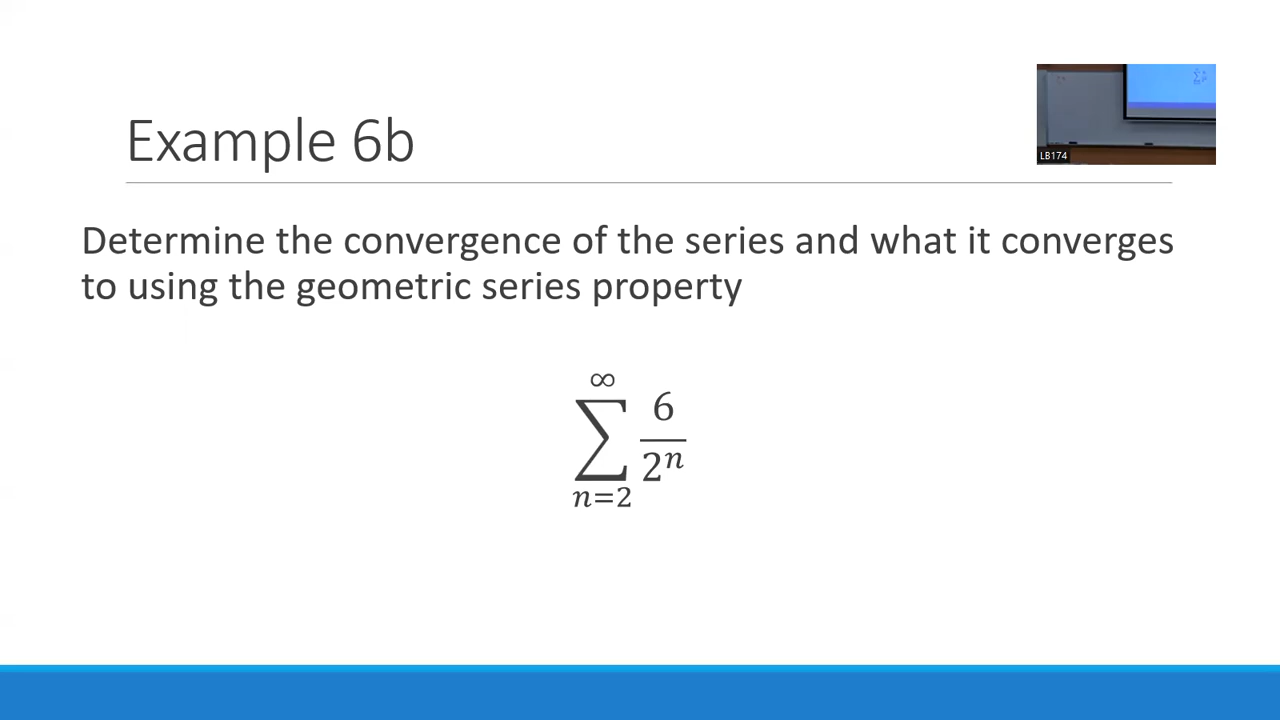 Example 6b
LB174
Determine the convergence of the series and what it converges
to using the geometric series property
∞
∑ 6/2ⁿ
n=2